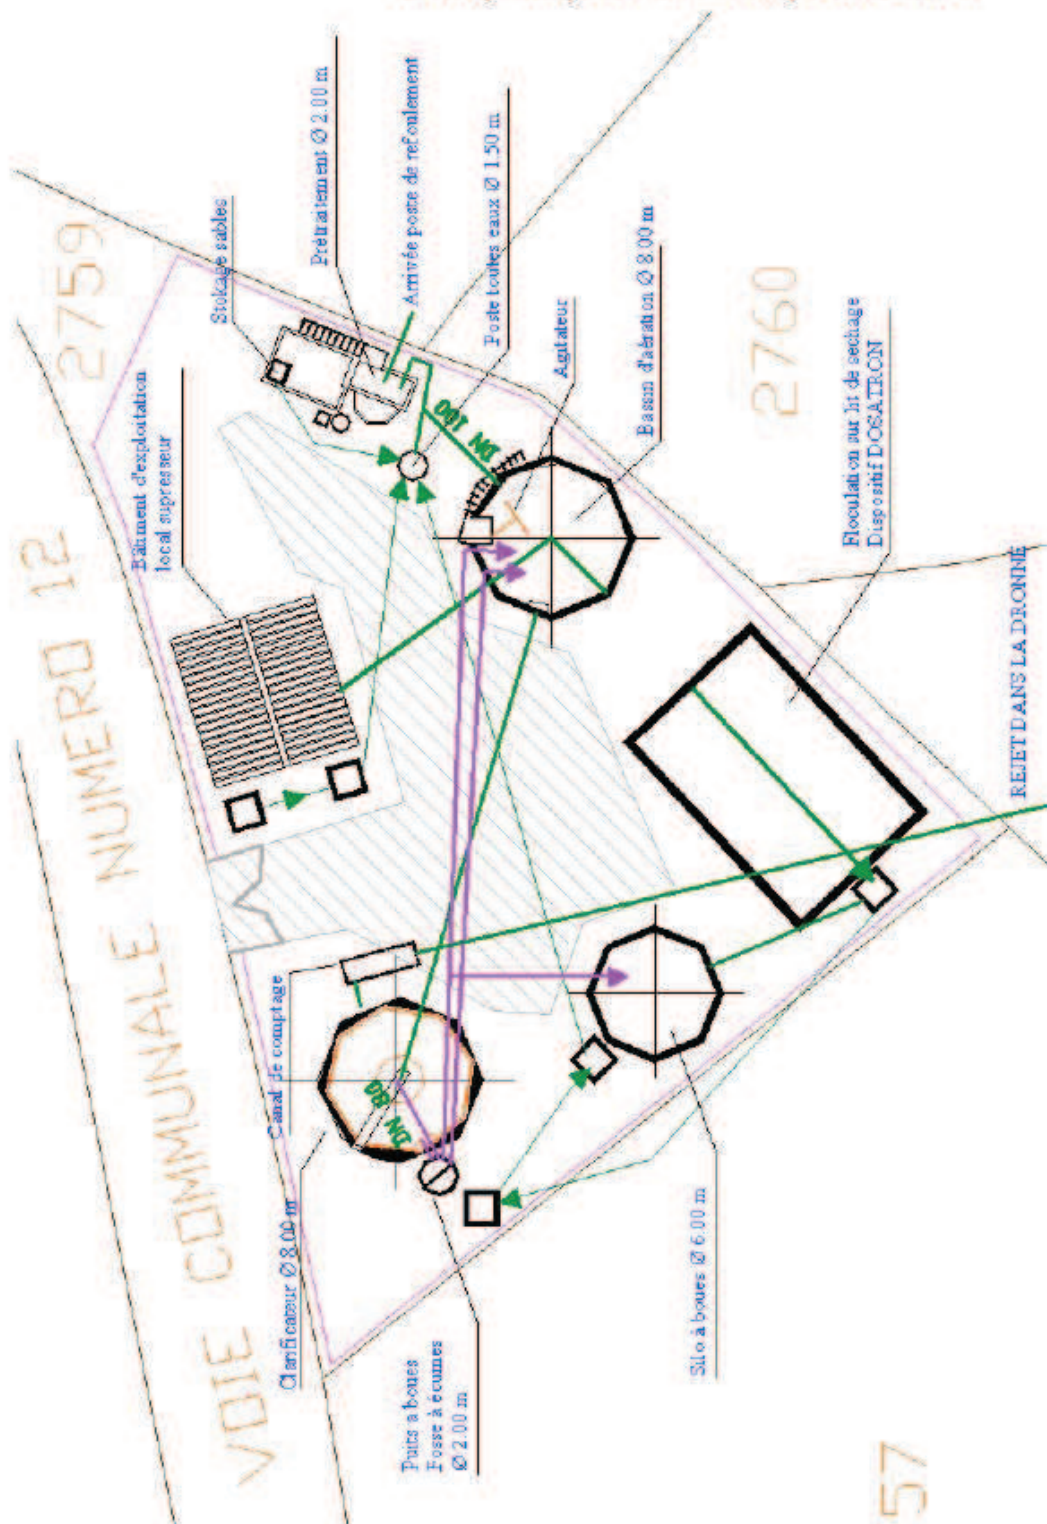 VOIE COMMUNALE NUMERO 12
2759
Stokage sables
Prétraitement Ø 2.00 m
Arrivée poste de refoulement
Poste toutes eaux Ø 1.50 m
Bâtiment d'exploitation
local supresseur
DN 100
Agitateur
Bassin d'aération Ø 8.00 m
2760
Floculation sur lit de sechage
Dispositif DOSATRON
REJET DANS LA DRONNE
Canal de comptage
DN 80
Clarificateur Ø 8.00 m
Puits a boues
Fosse à écumes
Ø 2.00 m
Silo à boues Ø 6.00 m
57